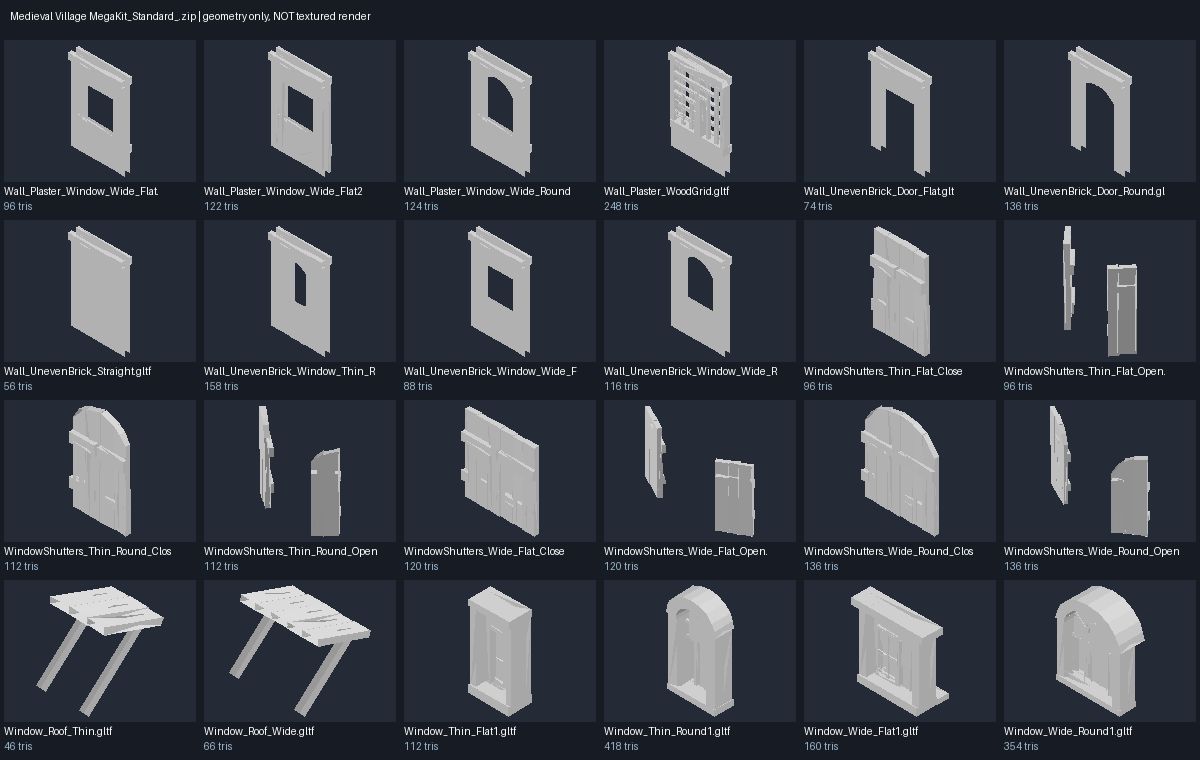 Medieval Village MegaKit_Standard_.zip | geometry only, NOT textured render
Wall_Plaster_Window_Wide_Flat.
96 tris
Wall_Plaster_Window_Wide_Flat2
122 tris
Wall_Plaster_Window_Wide_Round
124 tris
Wall_Plaster_WoodGrid.gltf
248 tris
Wall_UnevenBrick_Door_Flat.glt
74 tris
Wall_UnevenBrick_Door_Round.gl
136 tris
Wall_UnevenBrick_Straight.gltf
56 tris
Wall_UnevenBrick_Window_Thin_R
158 tris
Wall_UnevenBrick_Window_Wide_F
88 tris
Wall_UnevenBrick_Window_Wide_R
116 tris
WindowShutters_Thin_Flat_Close
96 tris
WindowShutters_Thin_Flat_Open.
96 tris
WindowShutters_Thin_Round_Clos
112 tris
WindowShutters_Thin_Round_Open
112 tris
WindowShutters_Wide_Flat_Close
120 tris
WindowShutters_Wide_Flat_Open.
120 tris
WindowShutters_Wide_Round_Clos
136 tris
WindowShutters_Wide_Round_Open
136 tris
Window_Roof_Thin.gltf
46 tris
Window_Roof_Wide.gltf
66 tris
Window_Thin_Flat1.gltf
112 tris
Window_Thin_Round1.gltf
418 tris
Window_Wide_Flat1.gltf
160 tris
Window_Wide_Round1.gltf
354 tris